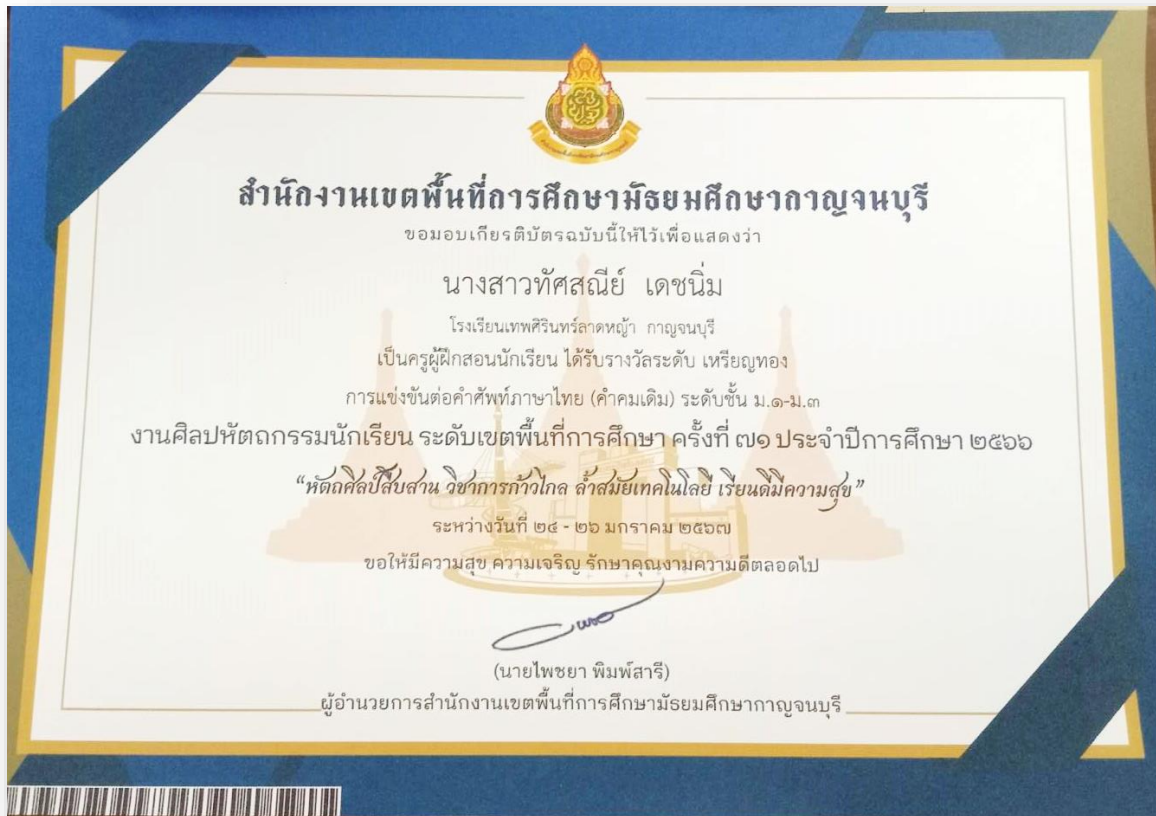 สำนักงานเขตพื้นที่การศึกษามัธยมศึกษากาญจนบุรี
ขอมอบเกียรติบัตรฉบับนี้ให้ไว้เพื่อแสดงว่า
นางสาวทัศสณีย์ เดชนิ่ม
โรงเรียนเทพศิรินทร์ลาดหญ้า กาญจนบุรี
เป็นครูผู้ฝึกสอนนักเรียน ได้รับรางวัลระดับ เหรียญทอง
การแข่งขันต่อคำศัพท์ภาษาไทย (คำคมเดิม) ระดับชั้น ม.๑-ม.๓
งานศิลปหัตถกรรมนักเรียน ระดับเขตพื้นที่การศึกษา ครั้งที่ ๗๑ ประจำปีการศึกษา ๒๕๖๖
“หัตถศิลป์สืบสาน วิชาการก้าวไกล ล้ำสมัยเทคโนโลยี เรียนดีมีความสุข”
ระหว่างวันที่ ๒๔ - ๒๖ มกราคม ๒๕๖๗
ขอให้มีความสุข ความเจริญ รักษาคุณงามความดีตลอดไป
(นายไพชยา พิมพ์สารี)
ผู้อำนวยการสำนักงานเขตพื้นที่การศึกษามัธยมศึกษากาญจนบุรี